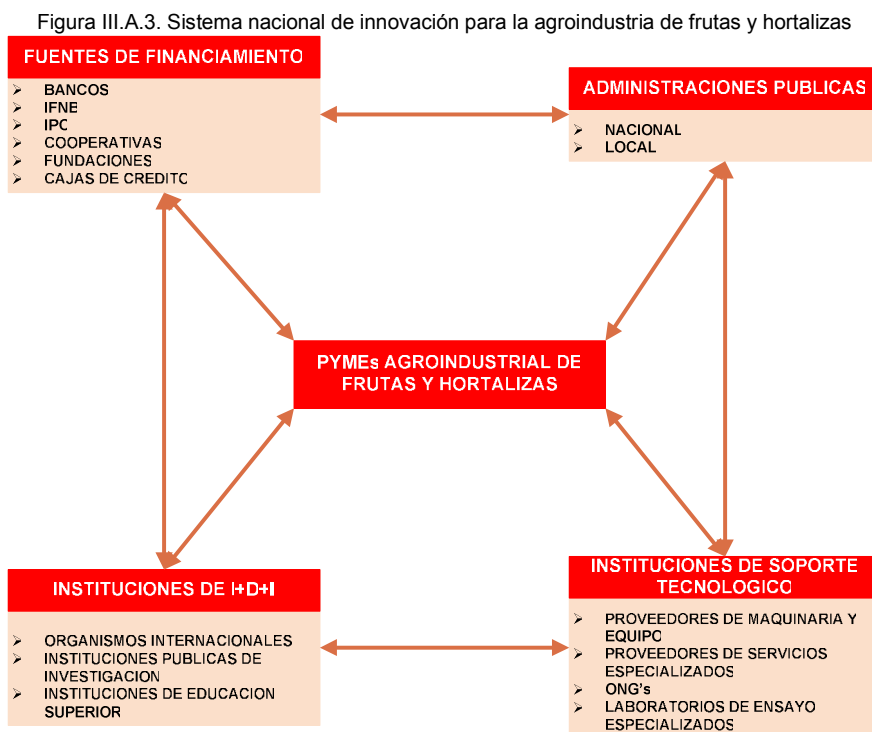 Figura III.A.3. Sistema nacional de innovación para la agroindustria de frutas y hortalizas
FUENTES DE FINANCIAMIENTO
➢ BANCOS
➢ IFNE
➢ IPC
➢ COOPERATIVAS
➢ FUNDACIONES
➢ CAJAS DE CREDITO
ADMINISTRACIONES PUBLICAS
➢ NACIONAL
➢ LOCAL
PYMEs AGROINDUSTRIAL DE
FRUTAS Y HORTALIZAS
INSTITUCIONES DE I+D+I
➢ ORGANISMOS INTERNACIONALES
➢ INSTITUCIONES PUBLICAS DE
INVESTIGACION
➢ INSTITUCIONES DE EDUCACION
SUPERIOR
INSTITUCIONES DE SOPORTE
TECNOLOGICO
➢ PROVEEDORES DE MAQUINARIA Y
EQUIPO
➢ PROVEEDORES DE SERVICIOS
ESPECIALIZADOS
➢ ONG's
➢ LABORATORIOS DE ENSAYO
ESPECIALIZADOS